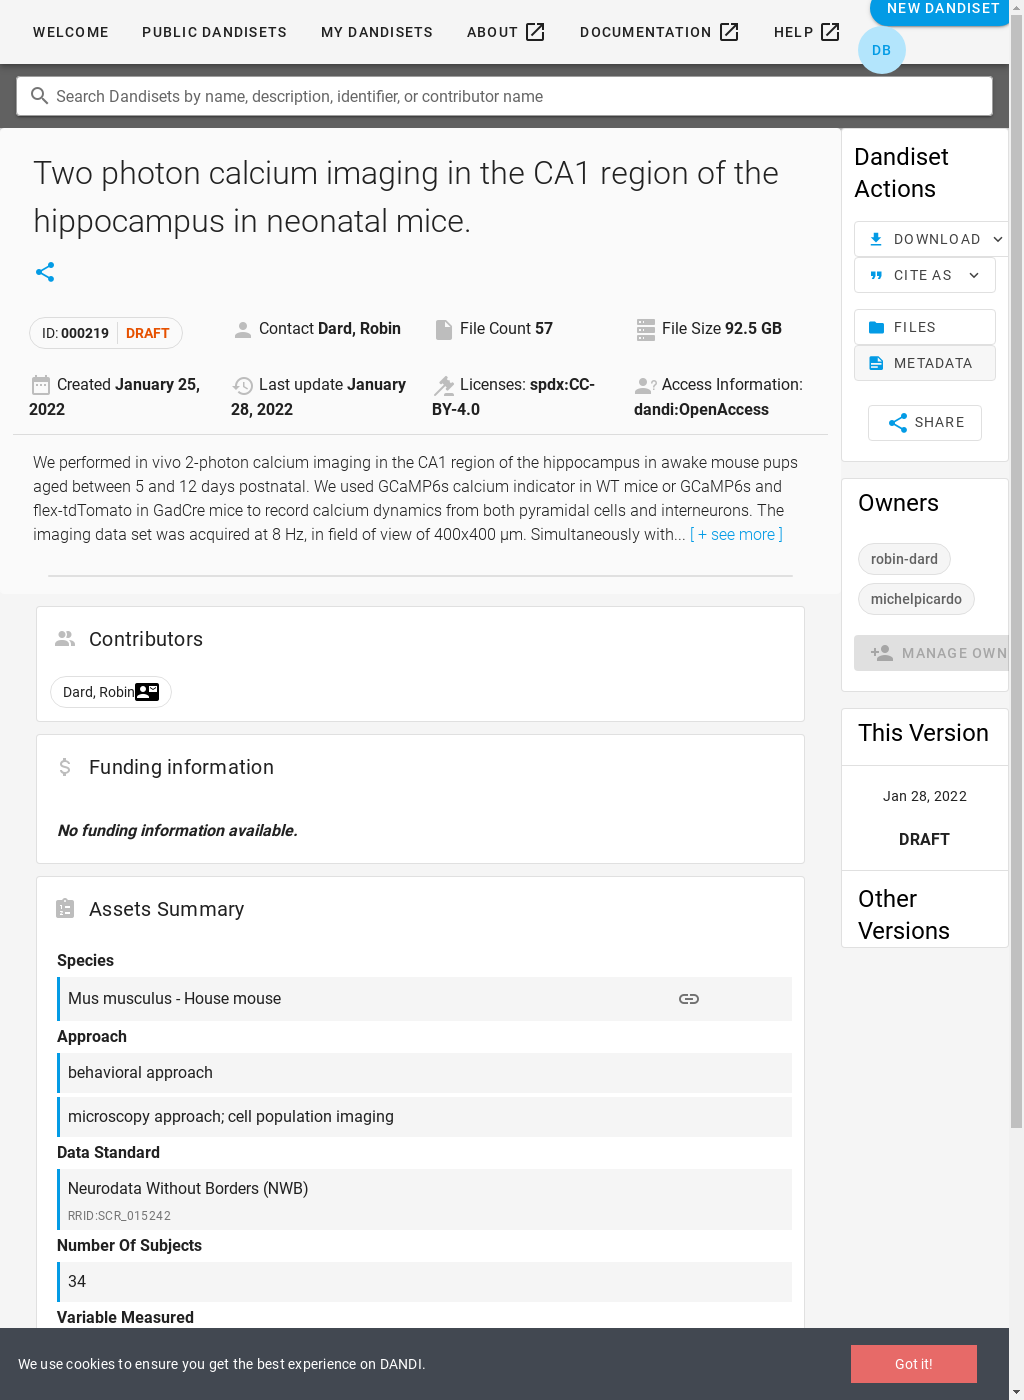 WELCOME PUBLIC DANDISETS MY DANDISETS ABOUT DOCUMENTATION HELP NEW DANDISET
DB
Search Dandisets by name, description, identifier, or contributor name
Two photon calcium imaging in the CA1 region of the
hippocampus in neonatal mice.
ID: 000219 DRAFT
Contact Dard, Robin
File Count 57
File Size 92.5 GB
Created January 25,
2022
Last update January
28, 2022
Licenses: spdx:CC-
BY-4.0
Access Information:
dandi:OpenAccess
We performed in vivo 2-photon calcium imaging in the CA1 region of the hippocampus in awake mouse pups
aged between 5 and 12 days postnatal. We used GCaMP6s calcium indicator in WT mice or GCaMP6s and
flex-tdTomato in GadCre mice to record calcium dynamics from both pyramidal cells and interneurons. The
imaging data set was acquired at 8 Hz, in field of view of 400x400 µm. Simultaneously with... [ + see more ]
Contributors
Dard, Robin
Funding information
No funding information available.
Assets Summary
Species
Mus musculus - House mouse
Approach
behavioral approach
microscopy approach; cell population imaging
Data Standard
Neurodata Without Borders (NWB)
RRID:SCR_015242
Number Of Subjects
34
Variable Measured
Dandiset
Actions
DOWNLOAD
CITE AS
FILES
METADATA
SHARE
Owners
robin-dard
michelpicardo
MANAGE OWN
This Version
Jan 28, 2022
DRAFT
Other
Versions
We use cookies to ensure you get the best experience on DANDI.
Got it!